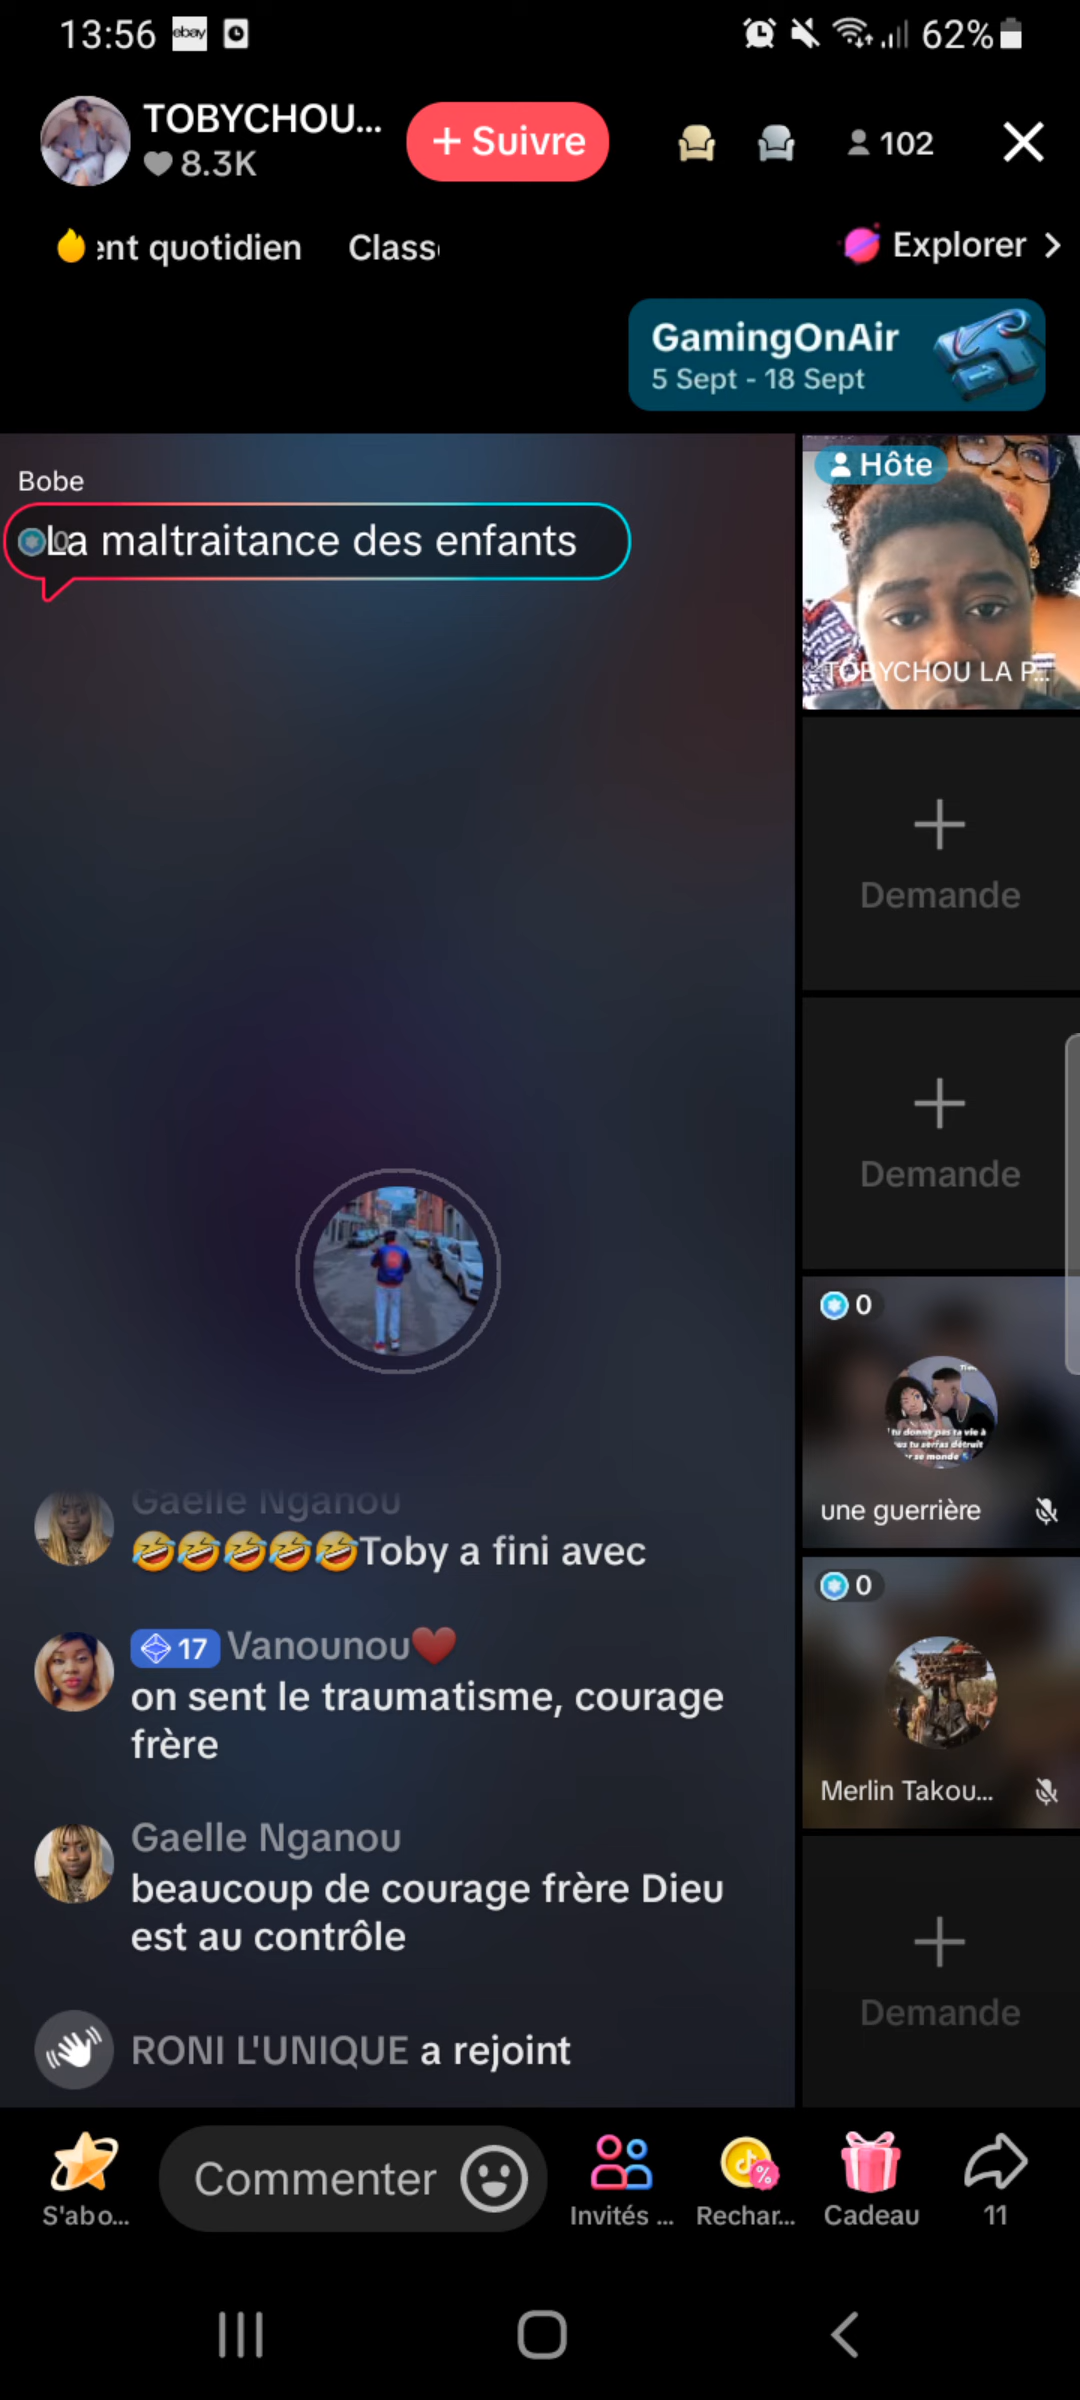 13:56 ebay 62%
TOBYCHOU...
8.3K
+ Suivre
102
ent quotidien Class
Explorer >
GamingOnAir
5 Sept - 18 Sept
Bobe
0
La maltraitance des enfants
Hôte
TOBYCHOU LA P...
Demande
Demande
0
une guerrière
0
Merlin Takou...
Demande
Gaelle Nganou
🤣🤣🤣🤣🤣Toby a fini avec
17 Vanounou❤️
on sent le traumatisme, courage
frère
Gaelle Nganou
beaucoup de courage frère Dieu
est au contrôle
RONI L'UNIQUE a rejoint
Commenter
S'abo...
Invités ...
Rechar...
Cadeau
11